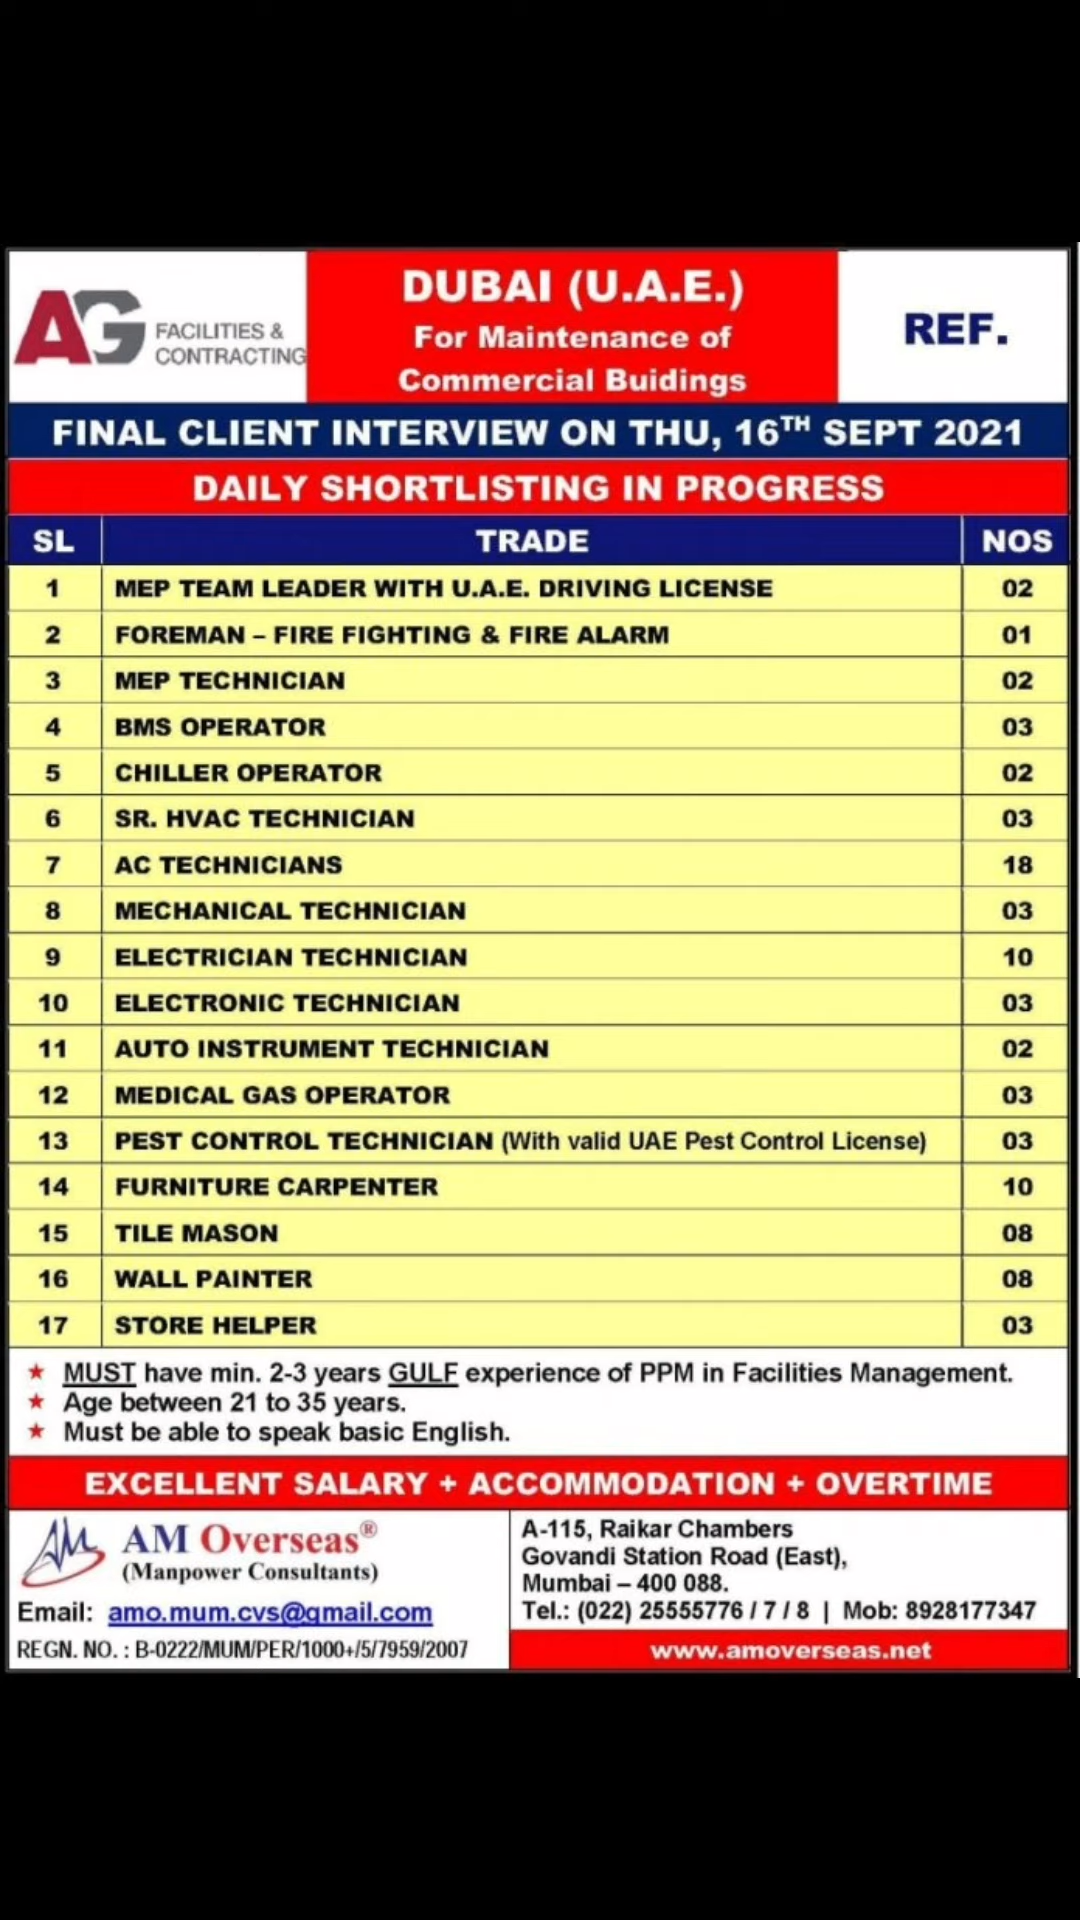 AG FACILITIES &
CONTRACTING
DUBAI (U.A.E.)
For Maintenance of
Commercial Buidings
REF.
FINAL CLIENT INTERVIEW ON THU, 16TH SEPT 2021
DAILY SHORTLISTING IN PROGRESS
SL TRADE NOS
1 MEP TEAM LEADER WITH U.A.E. DRIVING LICENSE 02
2 FOREMAN – FIRE FIGHTING & FIRE ALARM 01
3 MEP TECHNICIAN 02
4 BMS OPERATOR 03
5 CHILLER OPERATOR 02
6 SR. HVAC TECHNICIAN 03
7 AC TECHNICIANS 18
8 MECHANICAL TECHNICIAN 03
9 ELECTRICIAN TECHNICIAN 10
10 ELECTRONIC TECHNICIAN 03
11 AUTO INSTRUMENT TECHNICIAN 02
12 MEDICAL GAS OPERATOR 03
13 PEST CONTROL TECHNICIAN (With valid UAE Pest Control License) 03
14 FURNITURE CARPENTER 10
15 TILE MASON 08
16 WALL PAINTER 08
17 STORE HELPER 03
★ MUST have min. 2-3 years GULF experience of PPM in Facilities Management.
★ Age between 21 to 35 years.
★ Must be able to speak basic English.
EXCELLENT SALARY + ACCOMMODATION + OVERTIME
AM AM Overseas®
(Manpower Consultants)
Email: amo.mum.cvs@gmail.com
REGN. NO. : B-0222/MUM/PER/1000+/5/7959/2007
A-115, Raikar Chambers
Govandi Station Road (East),
Mumbai – 400 088.
Tel.: (022) 25555776 / 7 / 8 | Mob: 8928177347
www.amoverseas.net